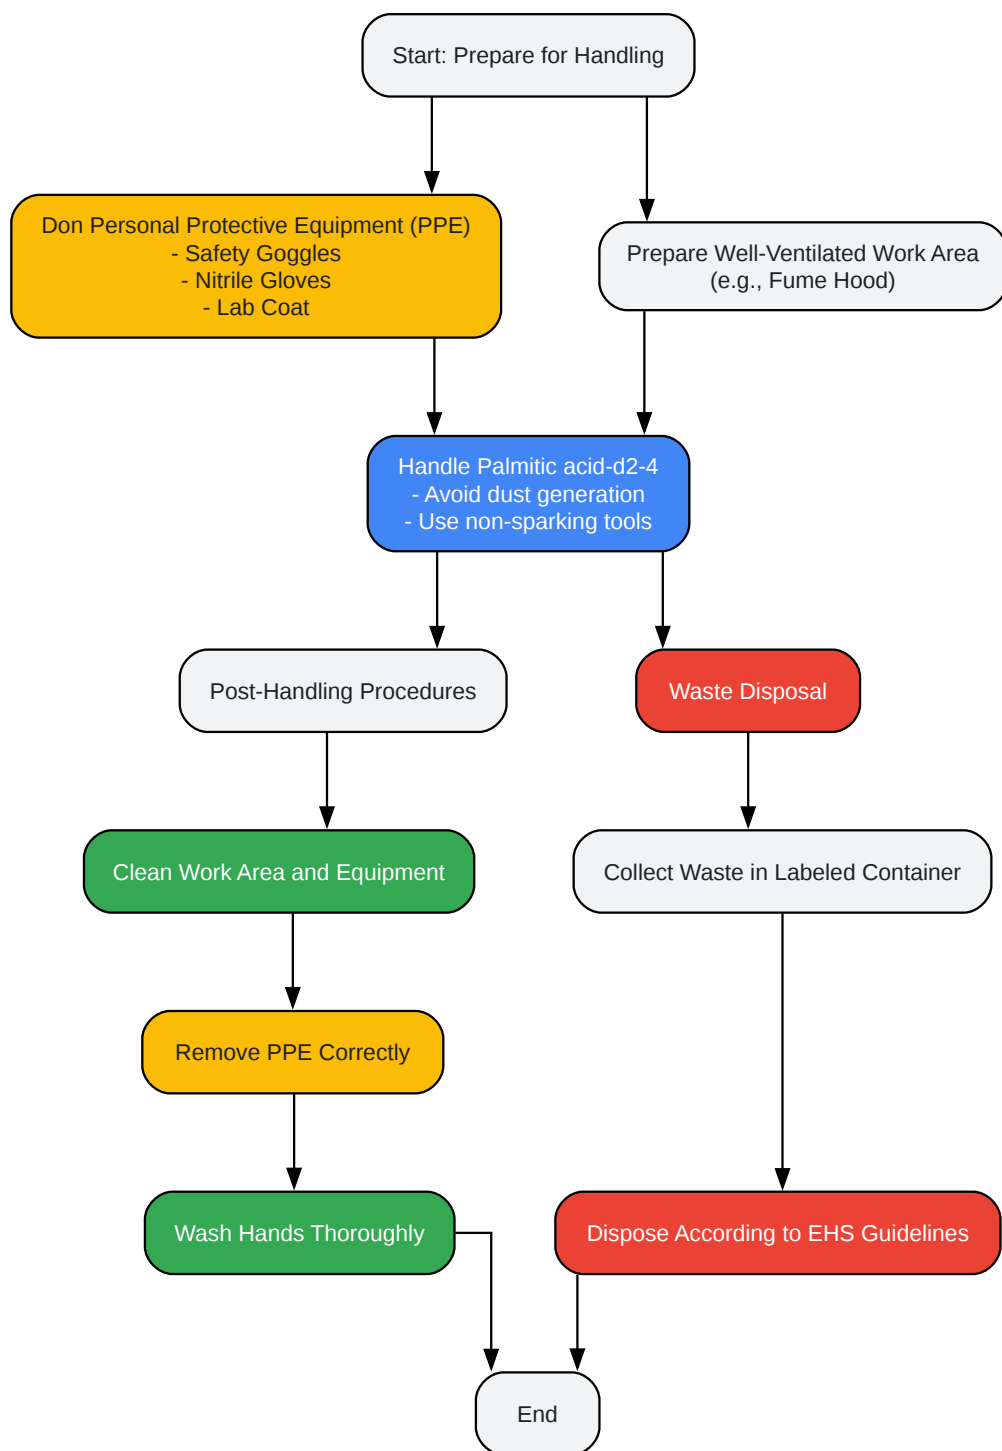 Start: Prepare for Handling
Don Personal Protective Equipment (PPE)
- Safety Goggles
- Nitrile Gloves
- Lab Coat
Prepare Well-Ventilated Work Area
(e.g., Fume Hood)
Handle Palmitic acid-d2-4
- Avoid dust generation
- Use non-sparking tools
Post-Handling Procedures
Waste Disposal
Clean Work Area and Equipment
Collect Waste in Labeled Container
Remove PPE Correctly
Wash Hands Thoroughly
Dispose According to EHS Guidelines
End